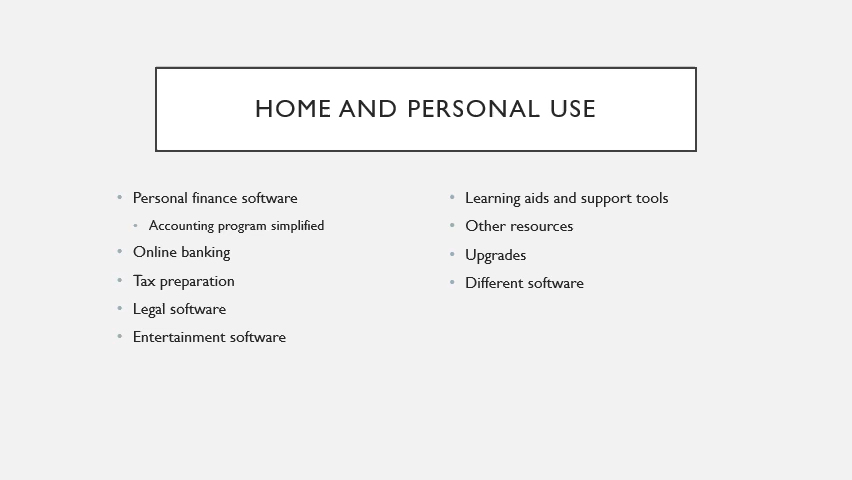 HOME AND PERSONAL USE
• Personal finance software
• Accounting program simplified
• Online banking
• Tax preparation
• Legal software
• Entertainment software
• Learning aids and support tools
• Other resources
• Upgrades
• Different software